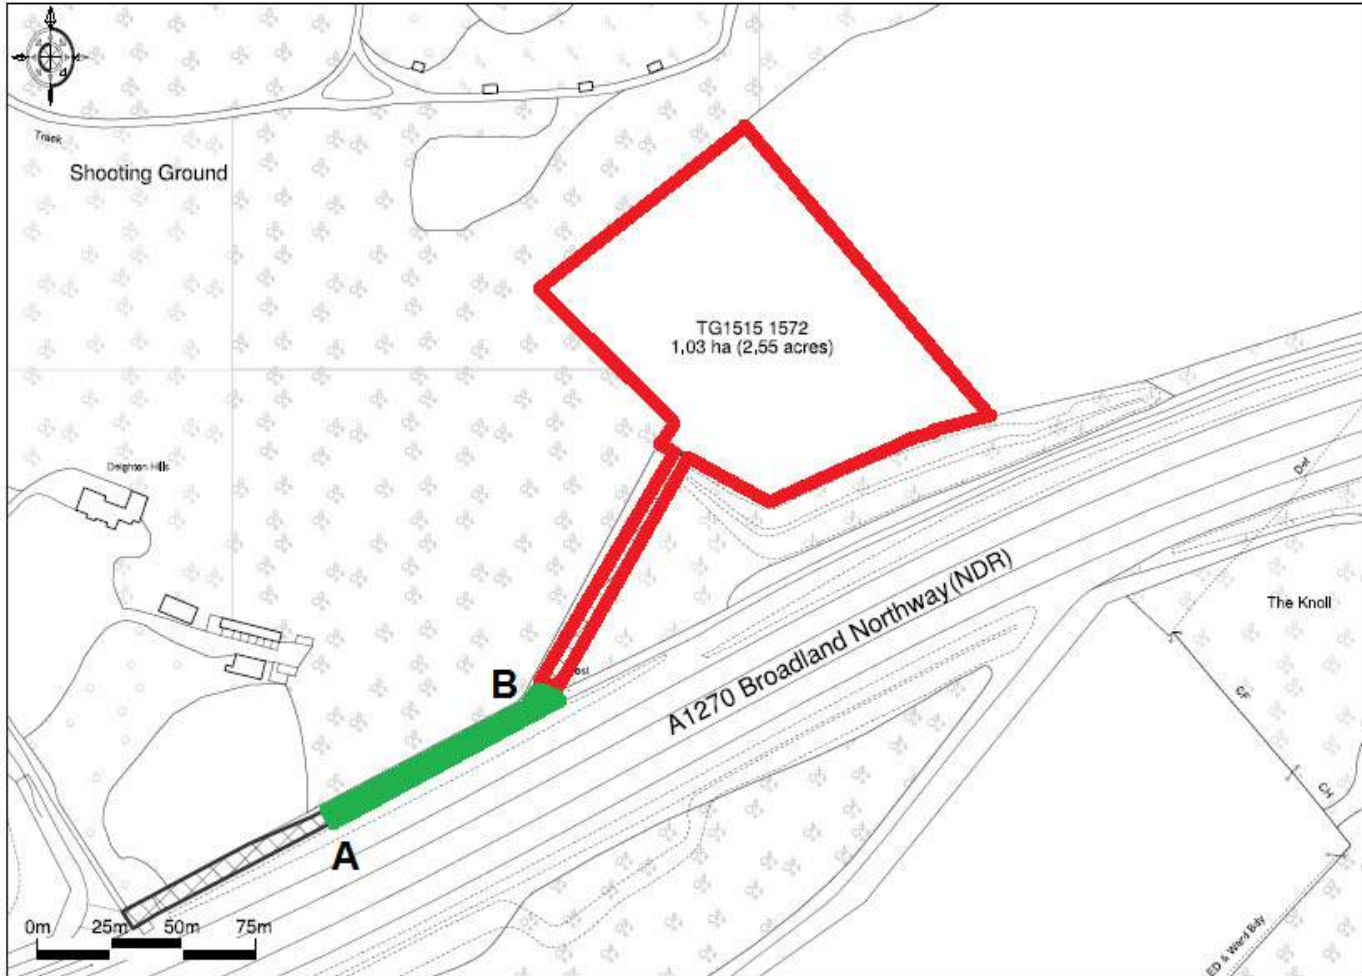 Track
Shooting Ground
TG1515 1572
1,03 ha (2,55 acres)
Deighton Hills
Def
A1270 Broadland Northway(NDR)
The Knoll
B
CF
CH
A
0m 25m 50m 75m
ED & Ward Bdy